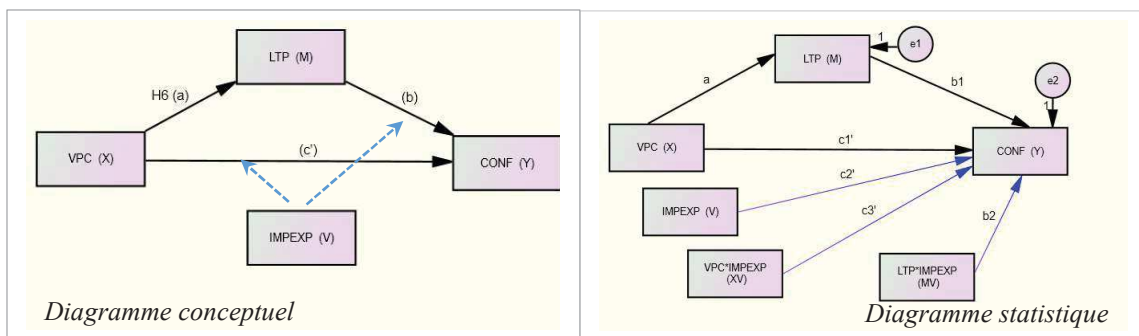 LTP (M)
H6 (a)
(b)
VPC (X)
(c')
CONF (Y)
IMPEXP (V)
Diagramme conceptuel
1
e1
LTP (M)
a
b1
e2
1
VPC (X)
c1'
CONF (Y)
c2'
IMPEXP (V)
c3'
b2
VPC*IMPEXP
(XV)
LTP*IMPEXP
(MV)
Diagramme statistique